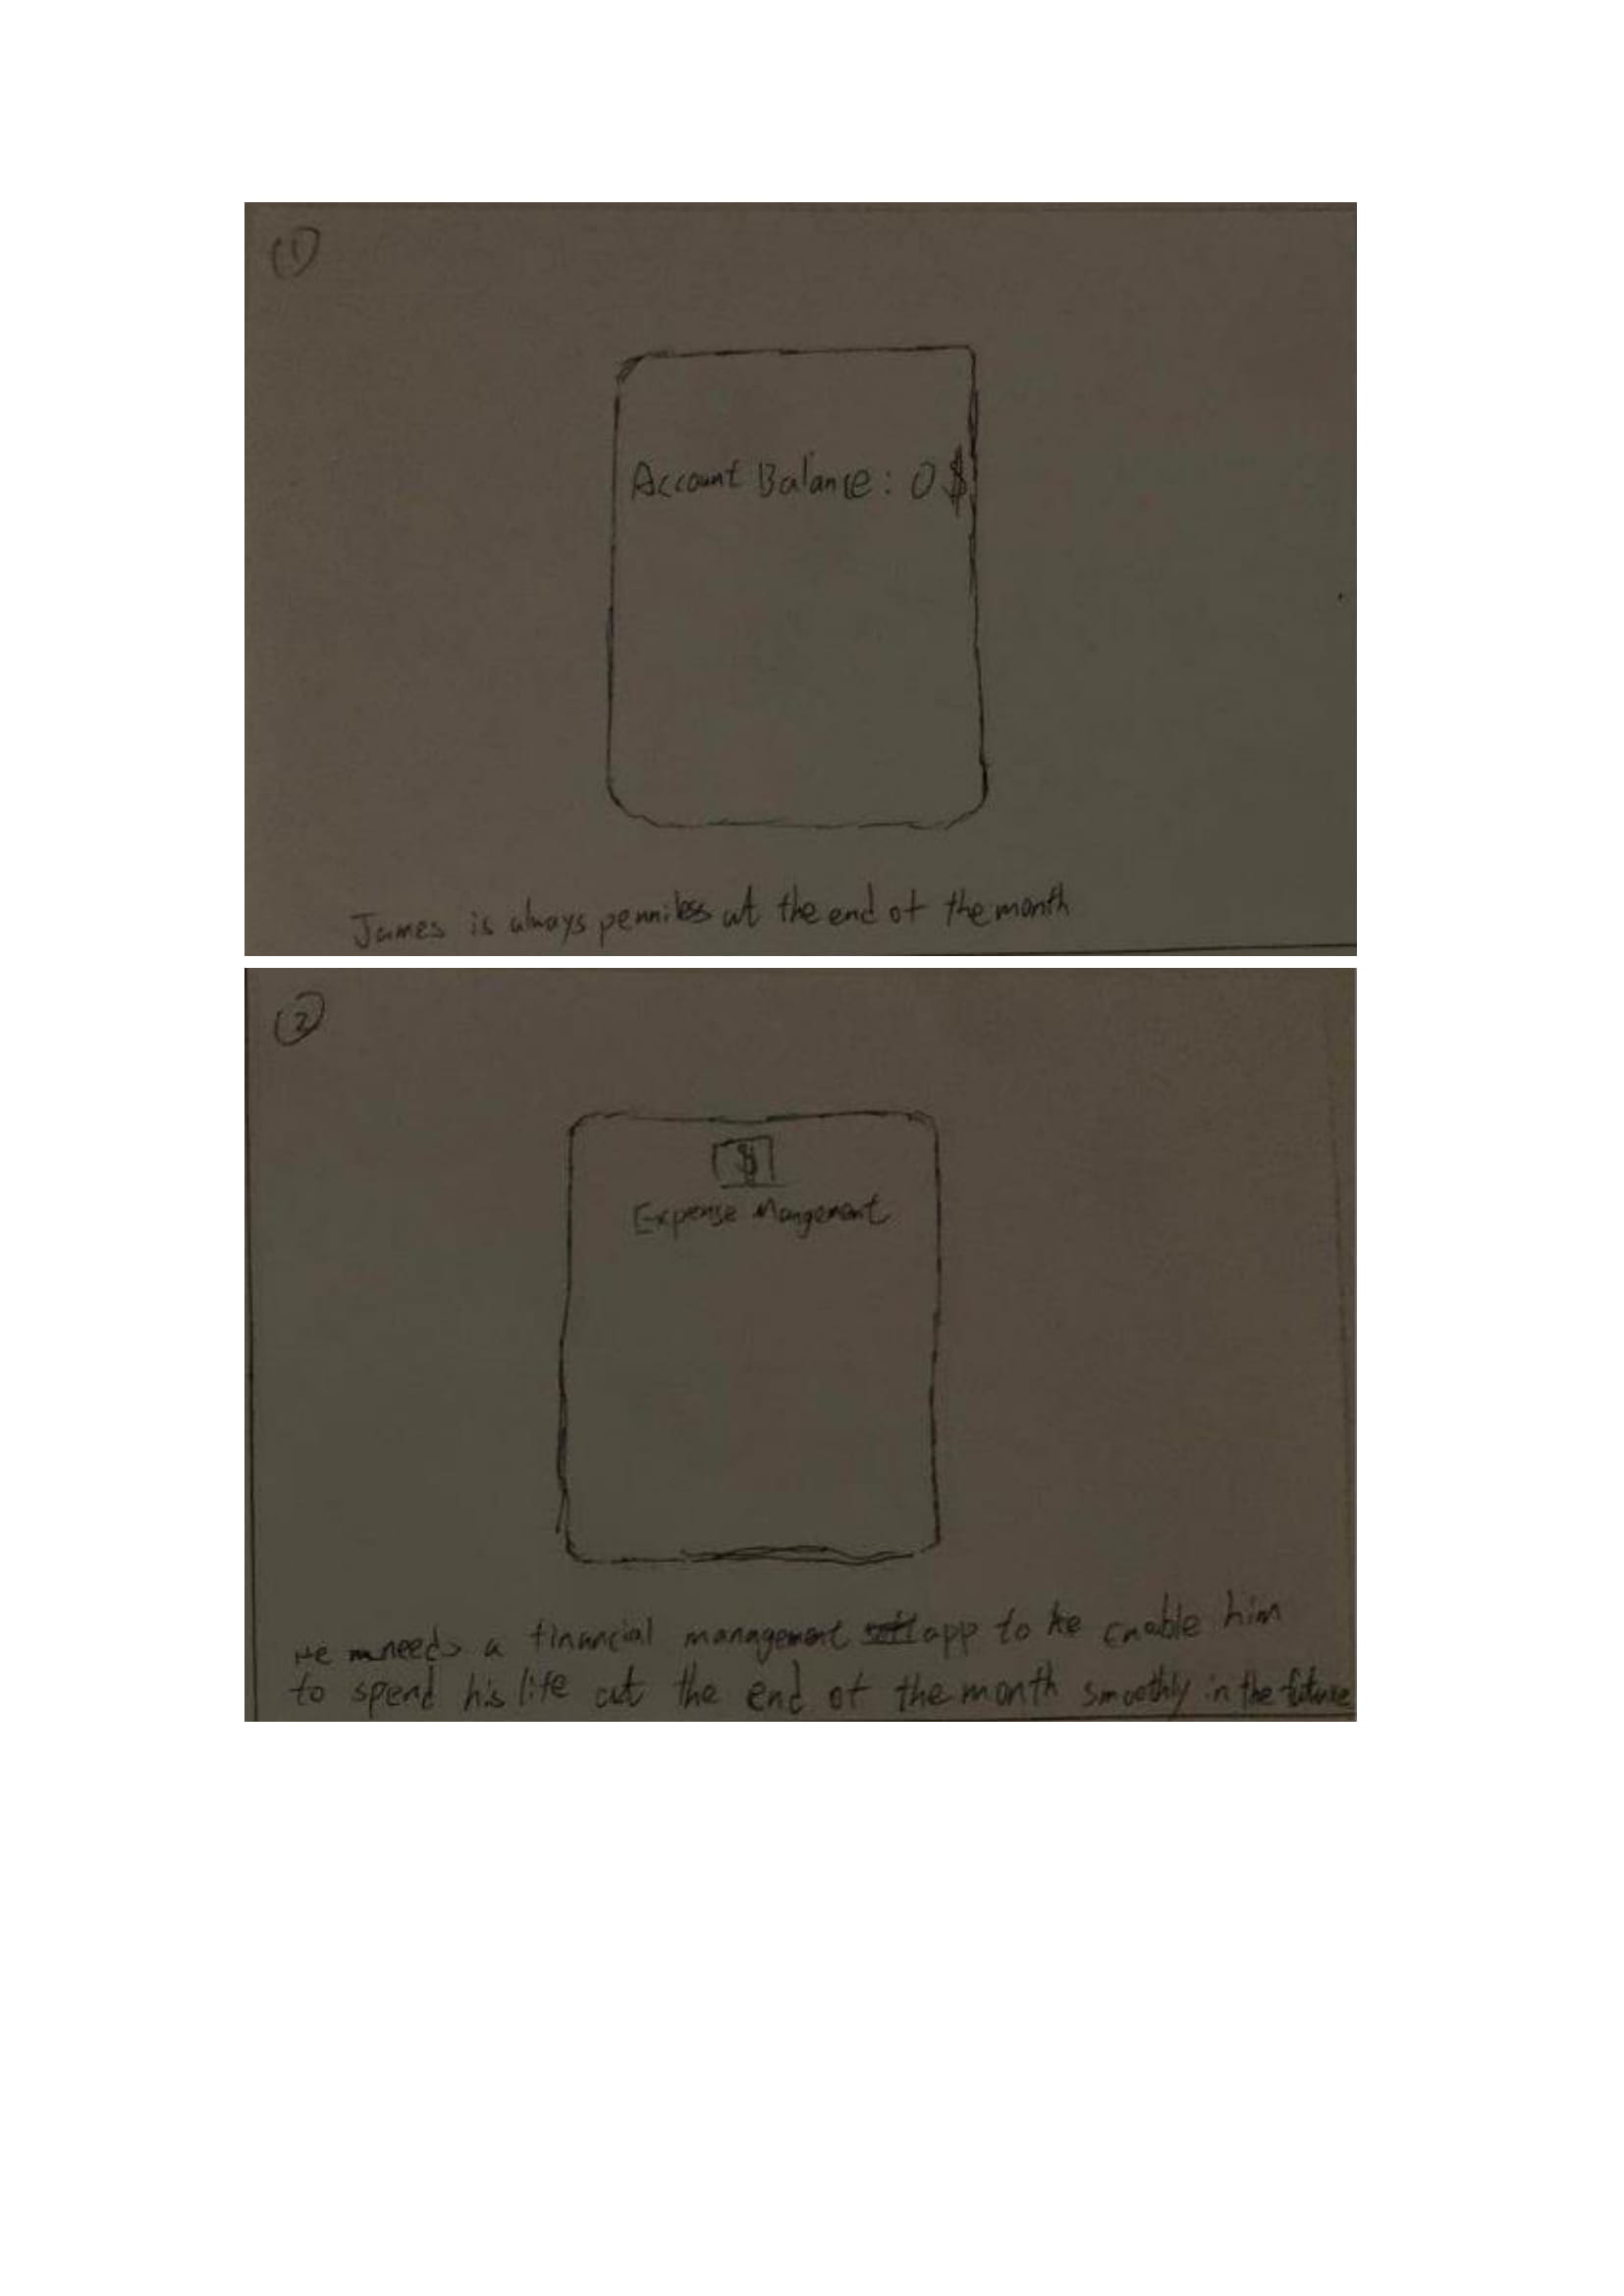 1
Account Balance: 0$
James is always penniless at the end of the month
2
$
Expense Mangement
He needs a financial management app to he enable him
to spend his life at the end of the month smoothly in the future